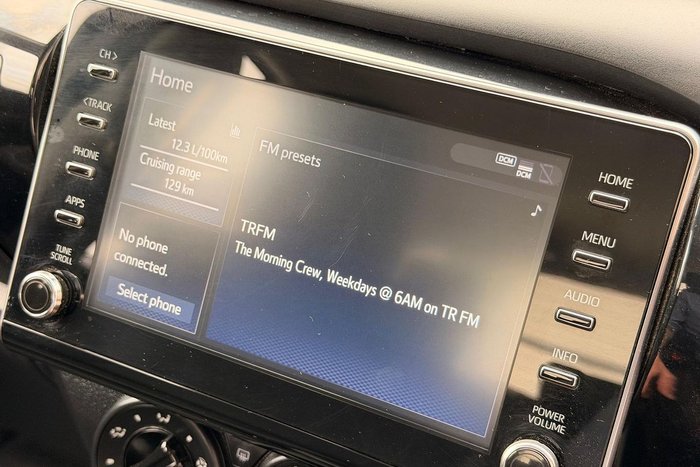 CH >
< TRACK
PHONE
APPS
TUNE
SCROLL
Home
Latest
12.3 L/100km
Cruising range
129 km
No phone
connected.
Select phone
FM presets
DCM
DCM
TRFM
The Morning Crew, Weekdays @ 6AM on TR FM
HOME
MENU
AUDIO
INFO
POWER
VOLUME